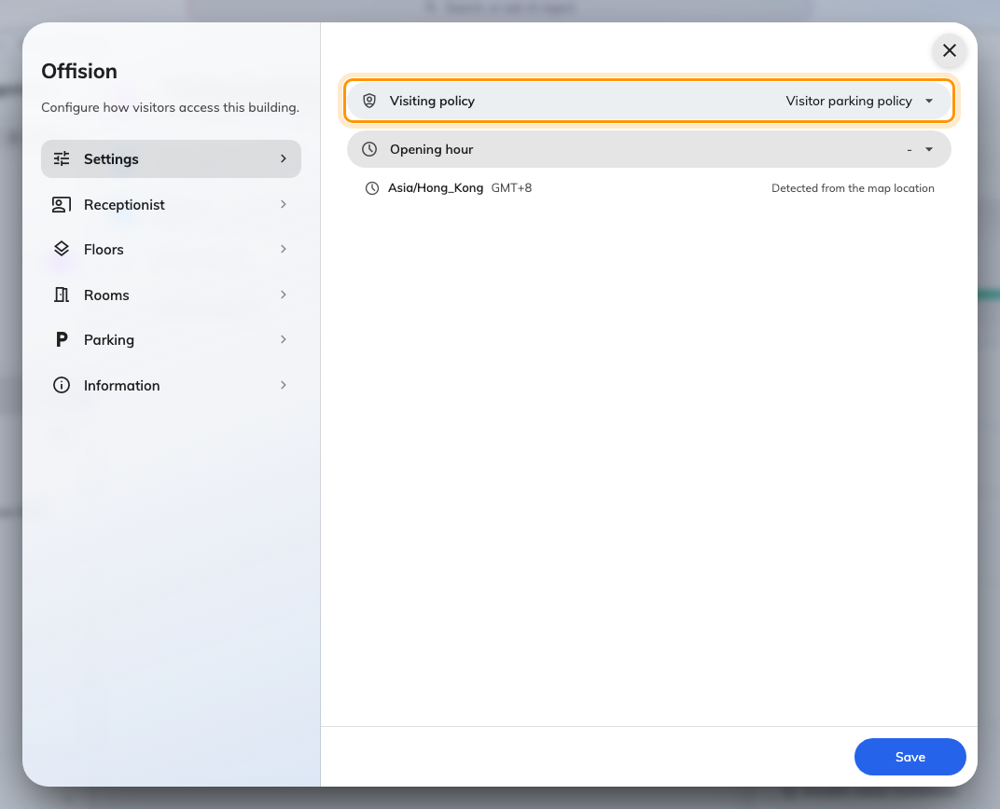 Offision
Configure how visitors access this building.
Settings
Receptionist
Floors
Rooms
Parking
Information
Visiting policy Visitor parking policy
Opening hour -
Asia/Hong_Kong GMT+8 Detected from the map location
Save